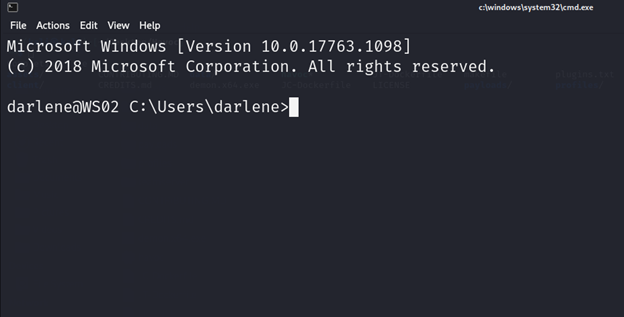 c:\windows\system32\cmd.exe
File Actions Edit View Help
Microsoft Windows [Version 10.0.17763.1098]
(c) 2018 Microsoft Corporation. All rights reserved.
darlene@WS02 C:\Users\darlene>